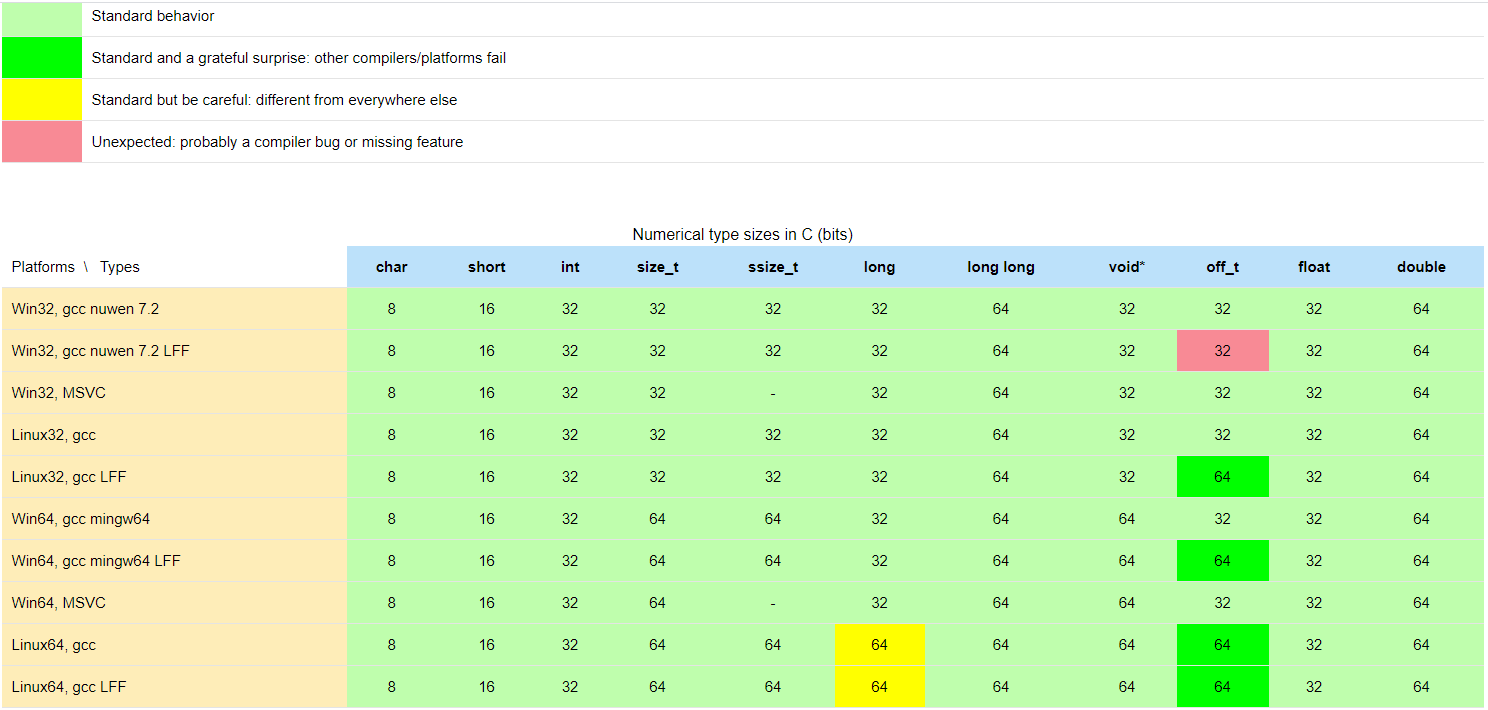 Standard behavior
Standard and a grateful surprise: other compilers/platforms fail
Standard but be careful: different from everywhere else
Unexpected: probably a compiler bug or missing feature
Numerical type sizes in C (bits)
Platforms \ Types char short int size_t ssize_t long long long void* off_t float double
Win32, gcc nuwen 7.2 8 16 32 32 32 32 64 32 32 32 64
Win32, gcc nuwen 7.2 LFF 8 16 32 32 32 32 64 32 32 32 64
Win32, MSVC 8 16 32 32 - 32 64 32 32 32 64
Linux32, gcc 8 16 32 32 32 32 64 32 32 32 64
Linux32, gcc LFF 8 16 32 32 32 32 64 32 64 32 64
Win64, gcc mingw64 8 16 32 64 64 32 64 64 32 32 64
Win64, gcc mingw64 LFF 8 16 32 64 64 32 64 64 64 32 64
Win64, MSVC 8 16 32 64 - 32 64 64 32 32 64
Linux64, gcc 8 16 32 64 64 64 64 64 64 32 64
Linux64, gcc LFF 8 16 32 64 64 64 64 64 64 32 64